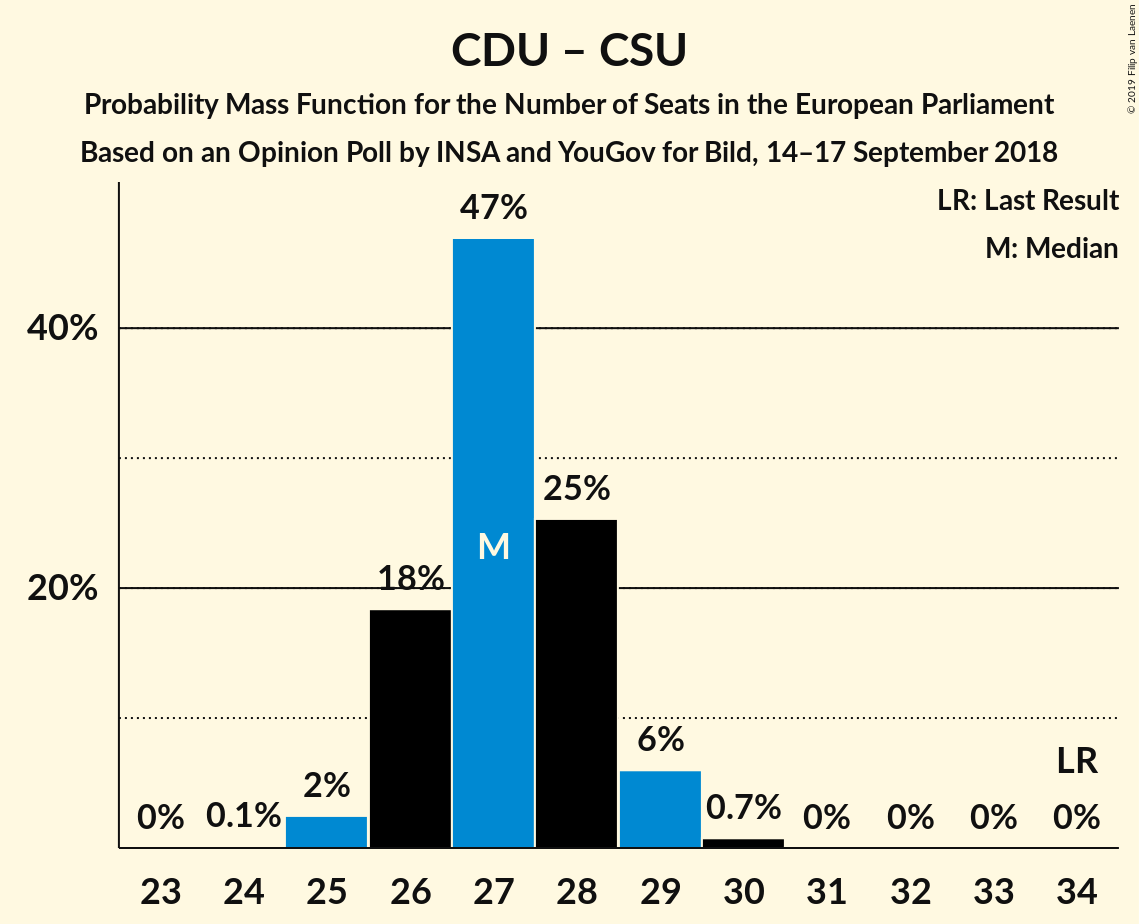 CDU – CSU
Probability Mass Function for the Number of Seats in the European Parliament
Based on an Opinion Poll by INSA and YouGov for Bild, 14–17 September 2018
© 2019 Filip van Laenen
LR: Last Result
M: Median
47%
40%
25%
M
18%
20%
6%
LR
2%
0% 0.1% 0.7% 0% 0% 0% 0%
23 24 25 26 27 28 29 30 31 32 33 34